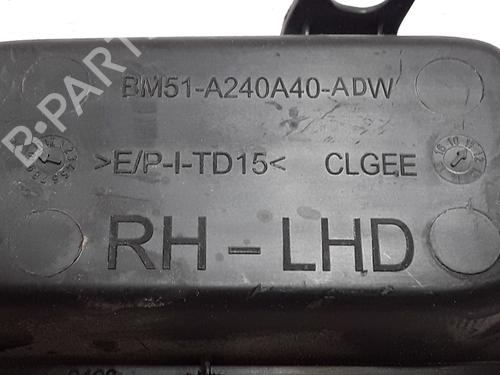 BM51-A240A40-ADW
>E/P-I-TD15< CLGEE
RH-LHD
B-PARTS